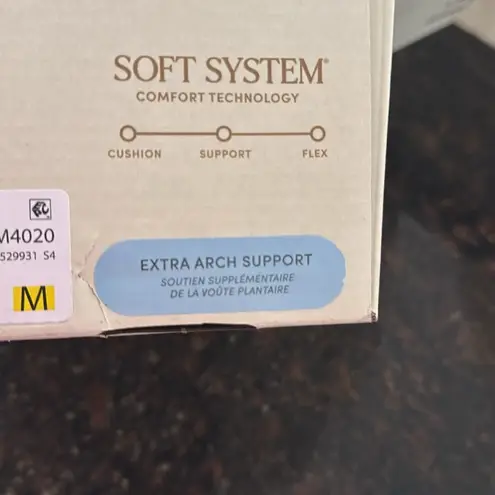 SOFT SYSTEM®
COMFORT TECHNOLOGY
CUSHION SUPPORT FLEX
M4020
529931 S4
M
EXTRA ARCH SUPPORT
SOUTIEN SUPPLÉMENTAIRE
DE LA VOÛTE PLANTAIRE